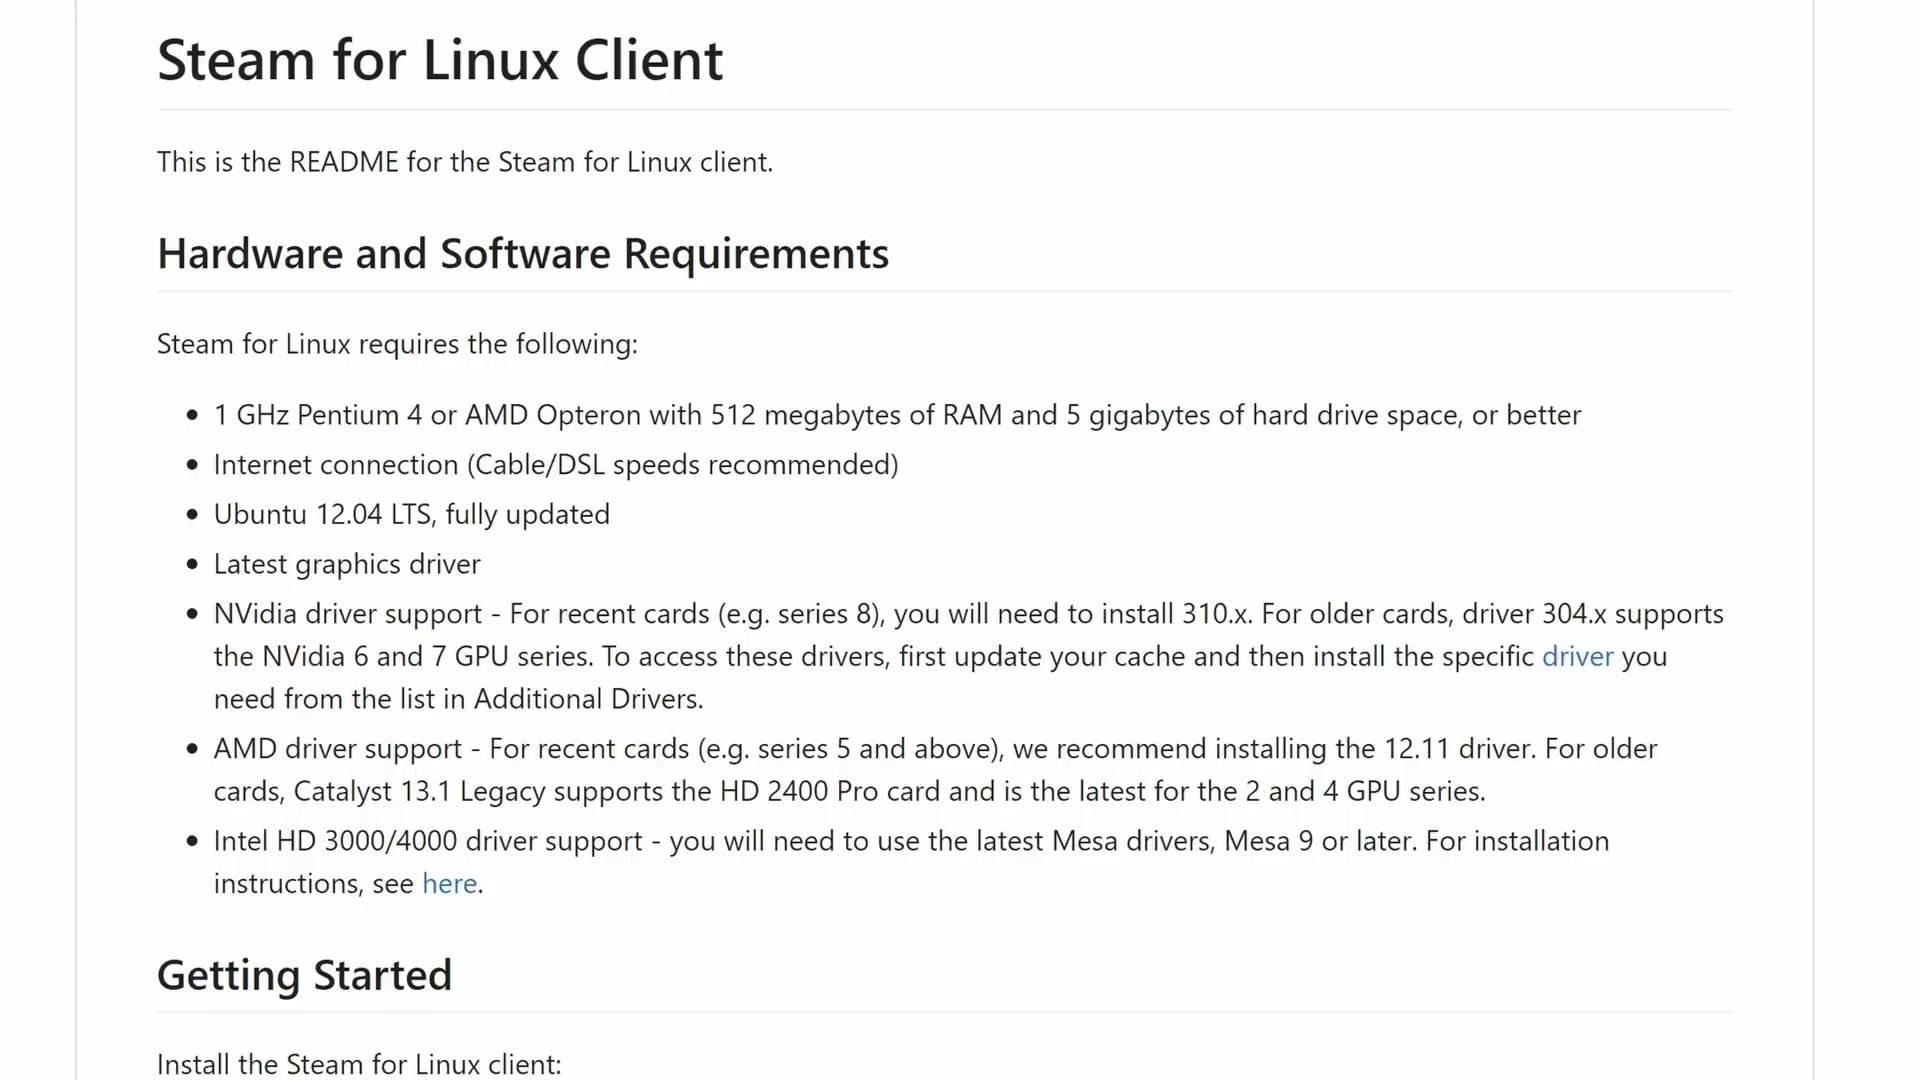 Steam for Linux Client
This is the README for the Steam for Linux client.
Hardware and Software Requirements
Steam for Linux requires the following:
• 1 GHz Pentium 4 or AMD Opteron with 512 megabytes of RAM and 5 gigabytes of hard drive space, or better
• Internet connection (Cable/DSL speeds recommended)
• Ubuntu 12.04 LTS, fully updated
• Latest graphics driver
• NVidia driver support - For recent cards (e.g. series 8), you will need to install 310.x. For older cards, driver 304.x supports
the NVidia 6 and 7 GPU series. To access these drivers, first update your cache and then install the specific driver you
need from the list in Additional Drivers.
• AMD driver support - For recent cards (e.g. series 5 and above), we recommend installing the 12.11 driver. For older
cards, Catalyst 13.1 Legacy supports the HD 2400 Pro card and is the latest for the 2 and 4 GPU series.
• Intel HD 3000/4000 driver support - you will need to use the latest Mesa drivers, Mesa 9 or later. For installation
instructions, see here.
Getting Started
Install the Steam for Linux client: